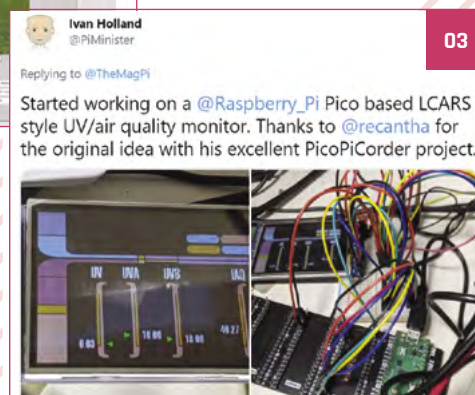 03
Ivan Holland
@PiMinister
Replying to @TheMagPi
Started working on a @Raspberry_Pi Pico based LCARS
style UV/air quality monitor. Thanks to @recantha for
the original idea with his excellent PicoPiCorder project.
UV UVA UVB